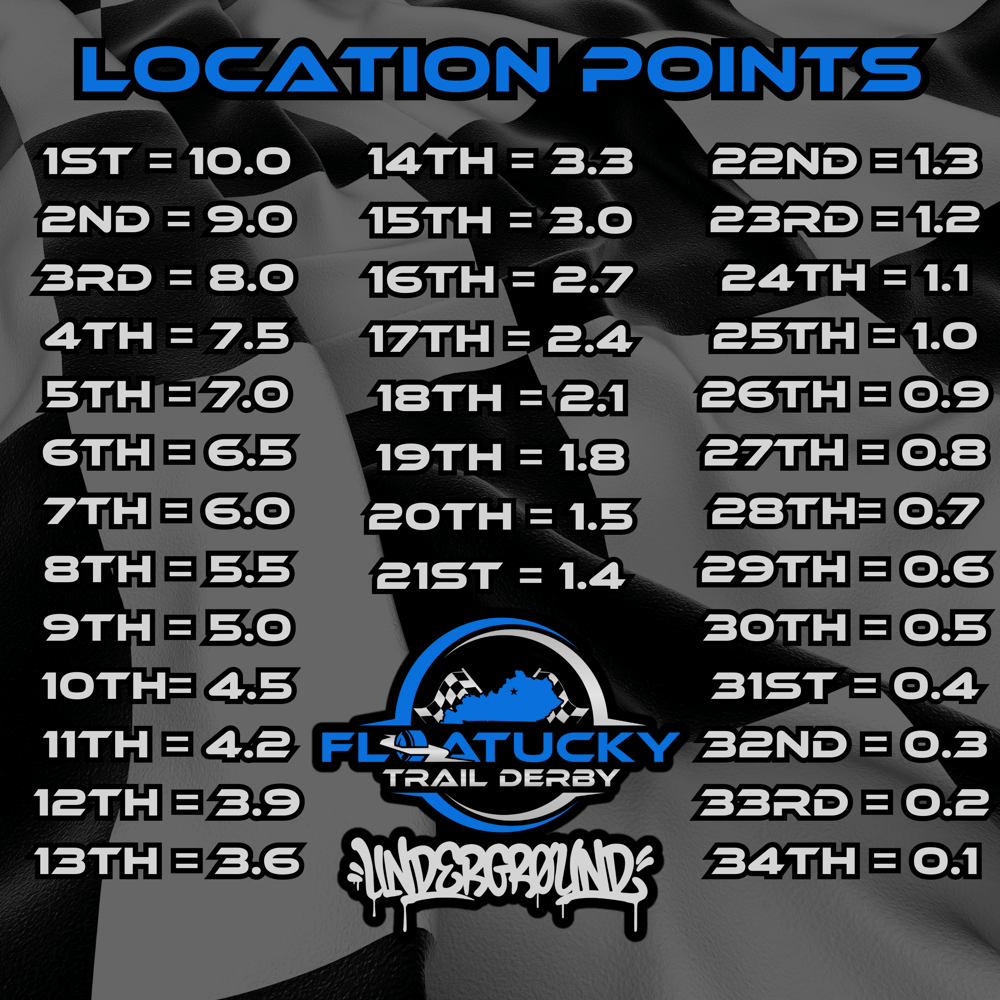 LOCATION POINTS
1ST = 10.0
2ND = 9.0
3RD = 8.0
4TH = 7.5
5TH = 7.0
6TH = 6.5
7TH = 6.0
8TH = 5.5
9TH = 5.0
10TH= 4.5
11TH = 4.2
12TH = 3.9
13TH = 3.6
14TH = 3.3
15TH = 3.0
16TH = 2.7
17TH = 2.4
18TH = 2.1
19TH = 1.8
20TH = 1.5
21ST = 1.4
22ND = 1.3
23RD = 1.2
24TH = 1.1
25TH = 1.0
26TH = 0.9
27TH = 0.8
28TH= 0.7
29TH = 0.6
30TH = 0.5
31ST = 0.4
32ND = 0.3
33RD = 0.2
34TH = 0.1
FLOATUCKY
TRAIL DERBY
UNDERGROUND